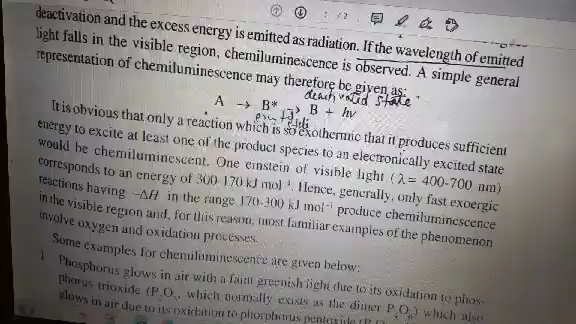 /2
deactivation and the excess energy is emitted as radiation. If the wavelength of emitted
light falls in the visible region, chemiluminescence is observed. A simple general
representation of chemiluminescence may therefore be given as:
deactivated state
A → B* → B + hν
excited state
It is obvious that only a reaction which is so exothermic that it produces sufficient
energy to excite at least one of the product species to an electronically excited state
would be chemiluminescent. One einstein of visible light (λ = 400-700 nm)
corresponds to an energy of 300-170 kJ mol⁻¹. Hence, generally, only fast exoergic
reactions having -ΔH in the range 170-300 kJ mol⁻¹ produce chemiluminescence
in the visible region and, for this reason, most familiar examples of the phenomenon
involve oxygen and oxidation processes.
Some examples for chemiluminescence are given below:
1 Phosphorus glows in air with a faint greenish light due to its oxidation to phos-
phorus trioxide (P₂O₃, which normally exists as the dimer P₄O₆) which also
glows in air due to its oxidation to phosphorus pentoxide